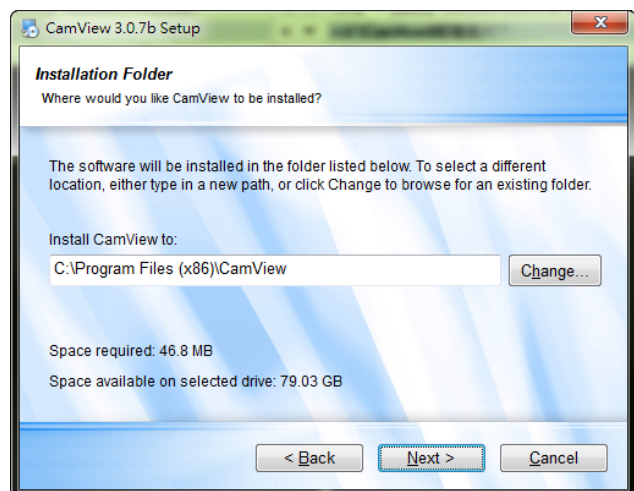 CamView 3.0.7b Setup
Installation Folder
Where would you like CamView to be installed?
The software will be installed in the folder listed below. To select a different
location, either type in a new path, or click Change to browse for an existing folder.
Install CamView to:
C:\Program Files (x86)\CamView
Change...
Space required: 46.8 MB
Space available on selected drive: 79.03 GB
< Back
Next >
Cancel